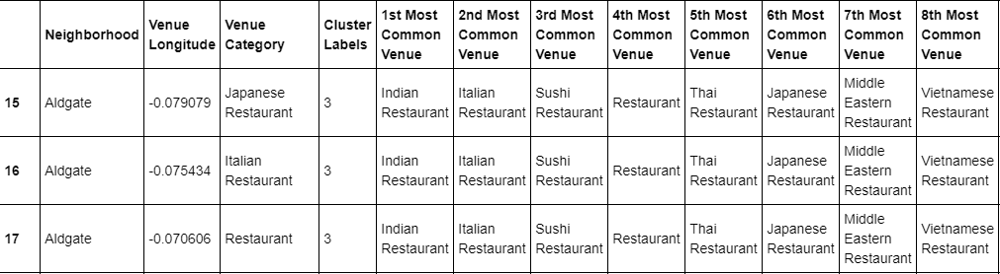 Neighborhood Venue Longitude Venue Category Cluster Labels 1st Most Common Venue 2nd Most Common Venue 3rd Most Common Venue 4th Most Common Venue 5th Most Common Venue 6th Most Common Venue 7th Most Common Venue 8th Most Common Venue
15 Aldgate -0.079079 Japanese Restaurant 3 Indian Restaurant Italian Restaurant Sushi Restaurant Restaurant Thai Restaurant Japanese Restaurant Middle Eastern Restaurant Vietnamese Restaurant
16 Aldgate -0.075434 Italian Restaurant 3 Indian Restaurant Italian Restaurant Sushi Restaurant Restaurant Thai Restaurant Japanese Restaurant Middle Eastern Restaurant Vietnamese Restaurant
17 Aldgate -0.070606 Restaurant 3 Indian Restaurant Italian Restaurant Sushi Restaurant Restaurant Thai Restaurant Japanese Restaurant Middle Eastern Restaurant Vietnamese Restaurant